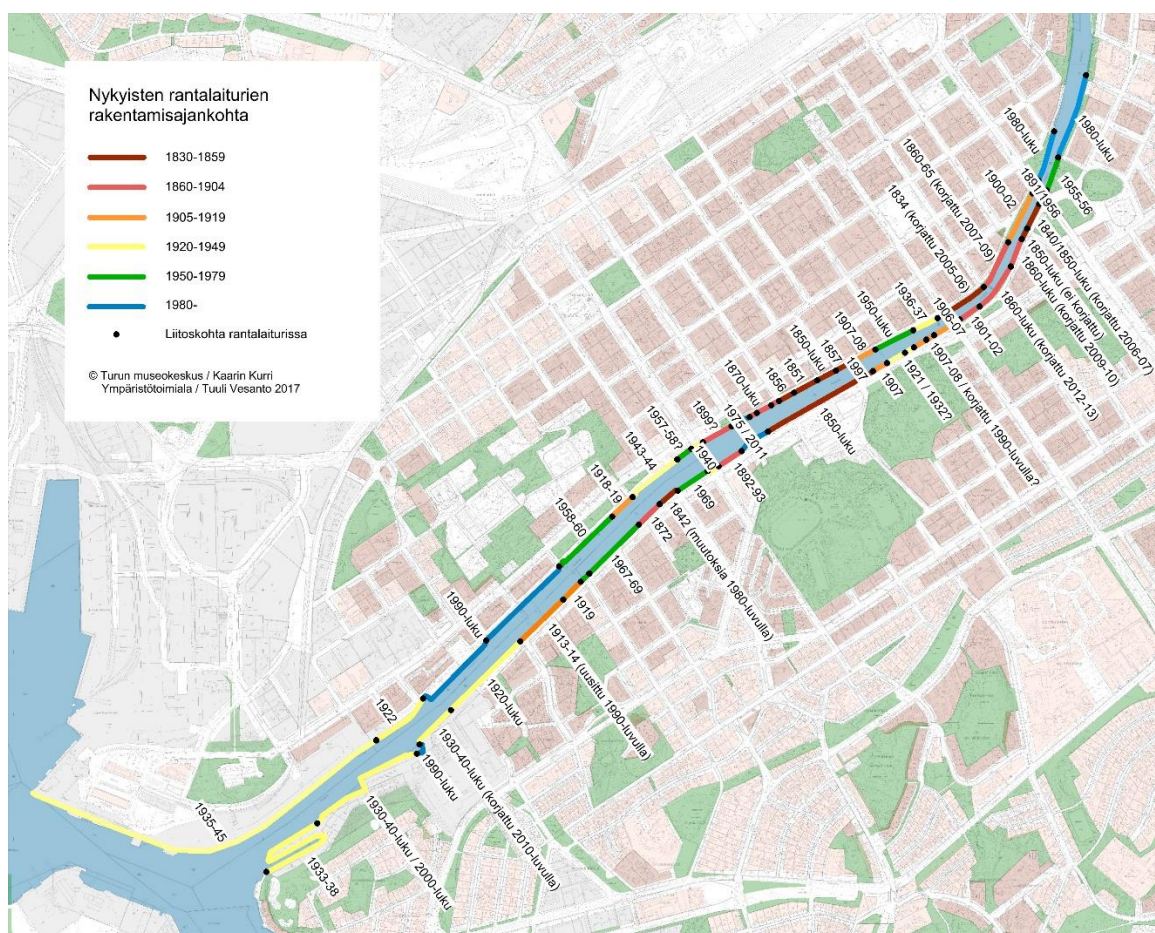 Nykyisten rantalaiturien
rakentamisajankohta
1830-1859
1860-1904
1905-1919
1920-1949
1950-1979
1980-
Liitoskohta rantalaiturissa
© Turun museokeskus / Kaarin Kurri
Ympäristötoimiala / Tuuli Vesanto 2017
1980-luku
1980-luku
1955-56
1891/1956
1900-02
1860-65 (korjattu 2007-09)
1834 (korjattu 2005-06)
1840/1850-luku (korjattu 2006-07)
1850-luku (ei korjattu)
1860-luku (korjattu 2009-10)
1860-luku (korjattu 2012-13)
1901-02
1906-07
1936-37
1950-luku
1907-08
1907-08 / korjattu 1990-luvulla?
1921 / 1932?
1907
1997
1857
1850-luku
1851
1856
1870-luku
1850-luku
1975 / 2011
1899?
1892-93
1940
1957-58?
1943-44
1969
1842 (muutoksia 1980-luvulla)
1872
1918-19
1958-60
1967-69
1919
1913-14 (uusittu 1990-luvulla)
1990-luku
1920-luku
1922
1930-40-luku (korjattu 2010-luvulla)
1990-luku
1930-40-luku / 2000-luku
1935-45
1933-38